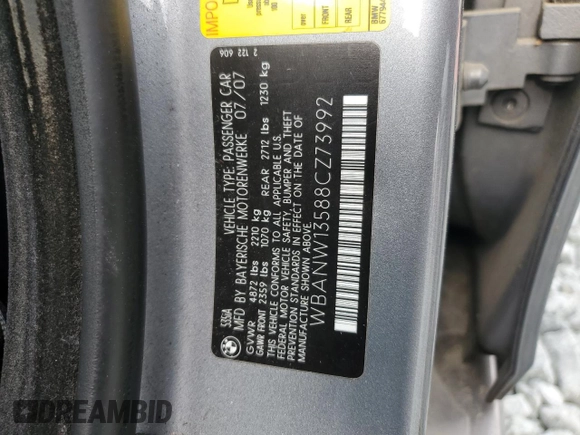 535iA VEHICLE TYPE: PASSENGER CAR
MFD BY BAYERISCHE MOTORENWERKE 07/07
GVWR 4872 lbs 2210 kg
GAWR FRONT 2359 lbs 1070 kg REAR 2712 lbs 1230 kg
THIS VEHICLE CONFORMS TO ALL APPLICABLE U.S.
FEDERAL MOTOR VEHICLE SAFETY, BUMPER AND THEFT
PREVENTION STANDARDS IN EFFECT ON THE DATE OF
MANUFACTURE SHOWN ABOVE.
WBANW13588CZ73992
2 122 606
IMPO
FRONT
REAR
BMW
DREAMBID